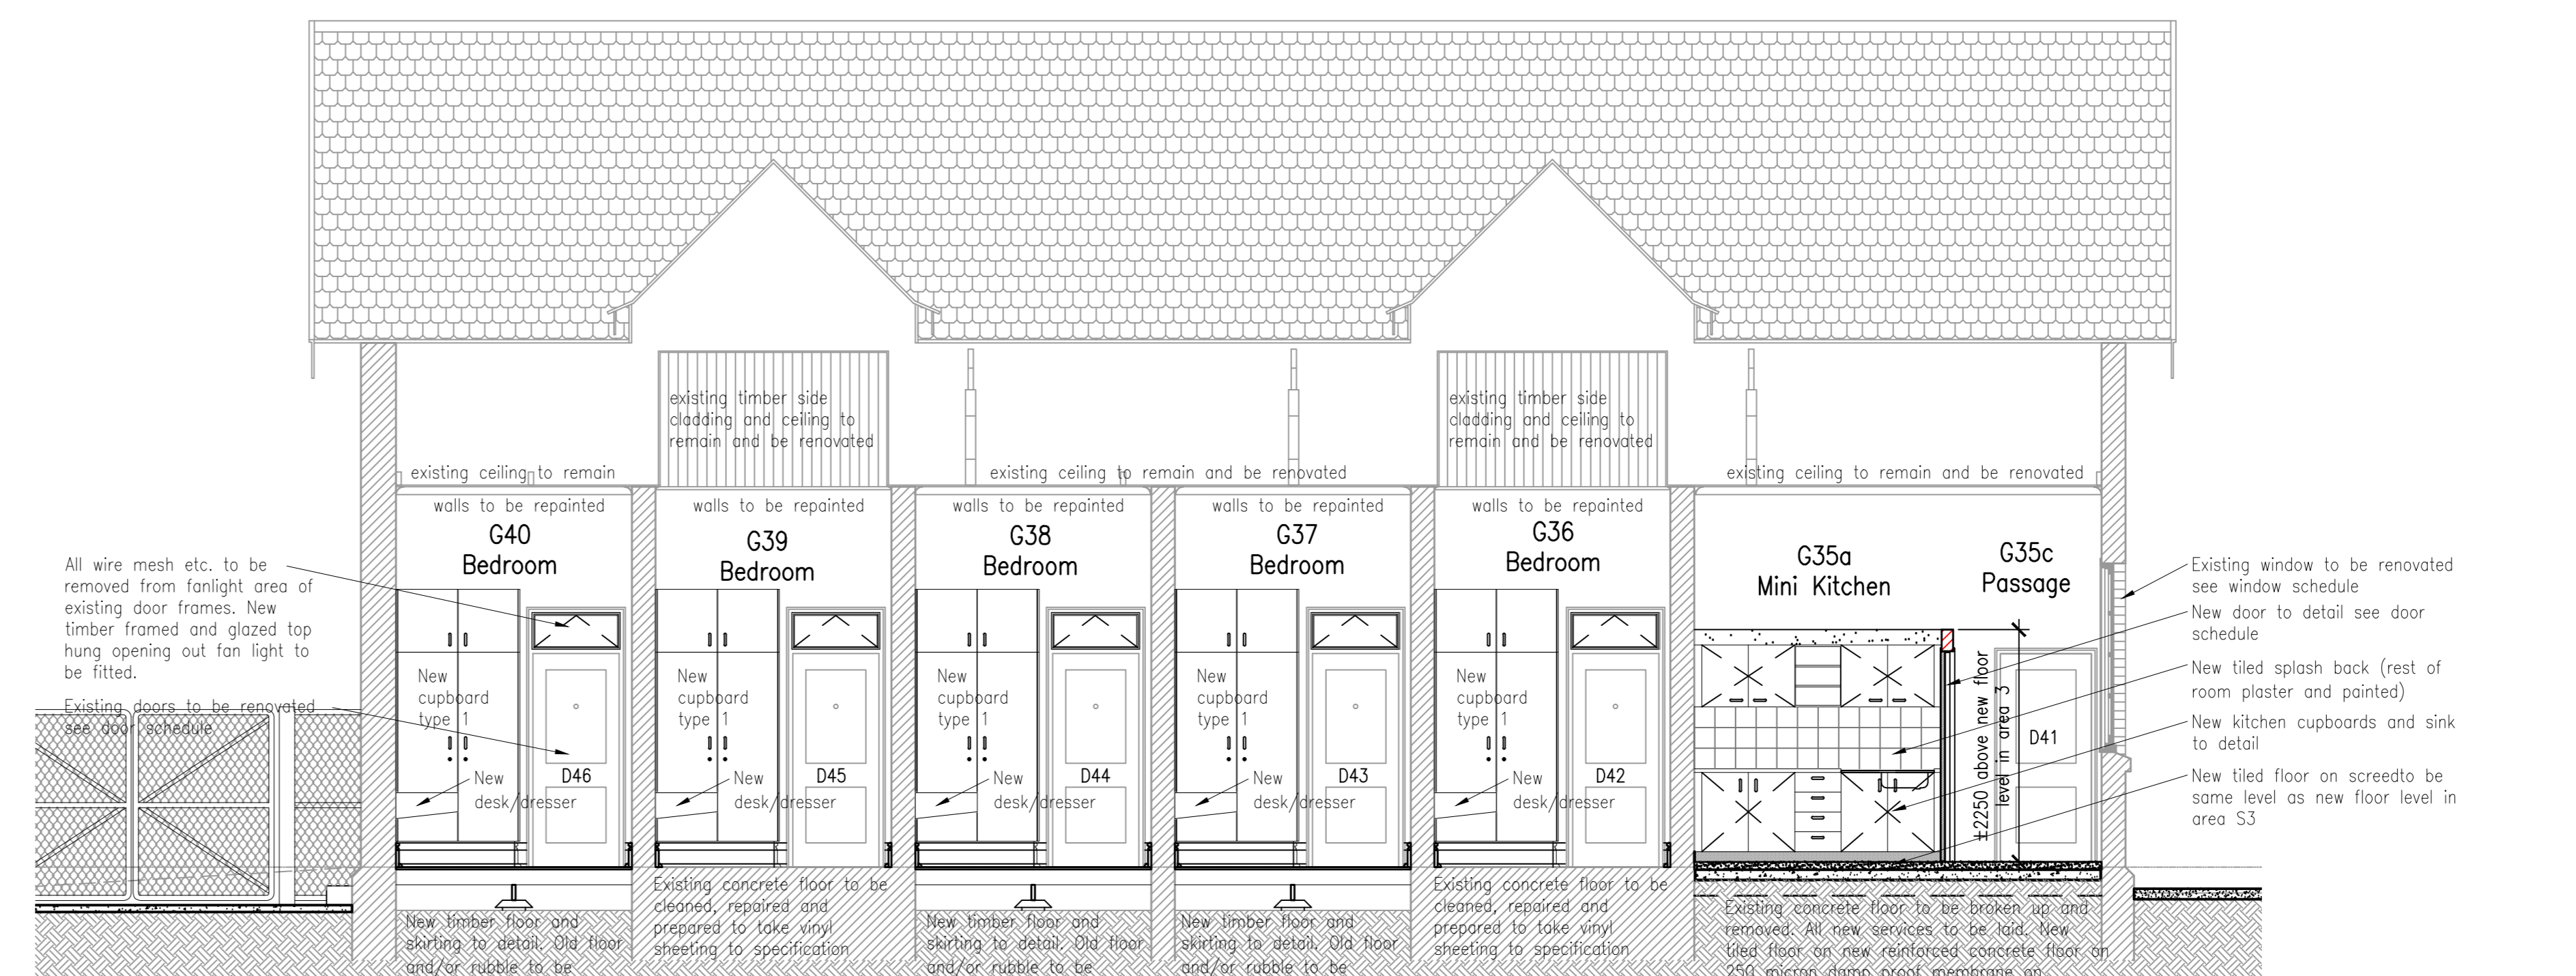 existing timber side
cladding and ceiling to
remain and be renovated
existing timber side
cladding and ceiling to
remain and be renovated
existing ceiling to remain
existing ceiling to remain and be renovated
existing ceiling to remain and be renovated
walls to be repainted
walls to be repainted
walls to be repainted
walls to be repainted
walls to be repainted
G40
Bedroom
G39
Bedroom
G38
Bedroom
G37
Bedroom
G36
Bedroom
G35a
Mini Kitchen
G35c
Passage
All wire mesh etc. to be
removed from fanlight area of
existing door frames. New
timber framed and glazed top
hung opening out fan light to
be fitted.
Existing doors to be renovated
see door schedule
New
cupboard
type 1
New
desk/dresser
D46
New
cupboard
type 1
New
desk/dresser
D45
New
cupboard
type 1
New
desk/dresser
D44
New
cupboard
type 1
New
desk/dresser
D43
New
cupboard
type 1
New
desk/dresser
D42
±2250 above new floor
level in area 3
D41
Existing window to be renovated
see window schedule
New door to detail see door
schedule
New tiled splash back (rest of
room plaster and painted)
New kitchen cupboards and sink
to detail
New tiled floor on screedto be
same level as new floor level in
area S3
New timber floor and
skirting to detail. Old floor
and/or rubble to be
Existing concrete floor to be
cleaned, repaired and
prepared to take vinyl
sheeting to specification
New timber floor and
skirting to detail. Old floor
and/or rubble to be
New timber floor and
skirting to detail. Old floor
and/or rubble to be
Existing concrete floor to be
cleaned, repaired and
prepared to take vinyl
sheeting to specification
Existing concrete floor to be broken up and
removed. All new services to be laid. New
tiled floor on new reinforced concrete floor on
250 micron damp proof membrane on